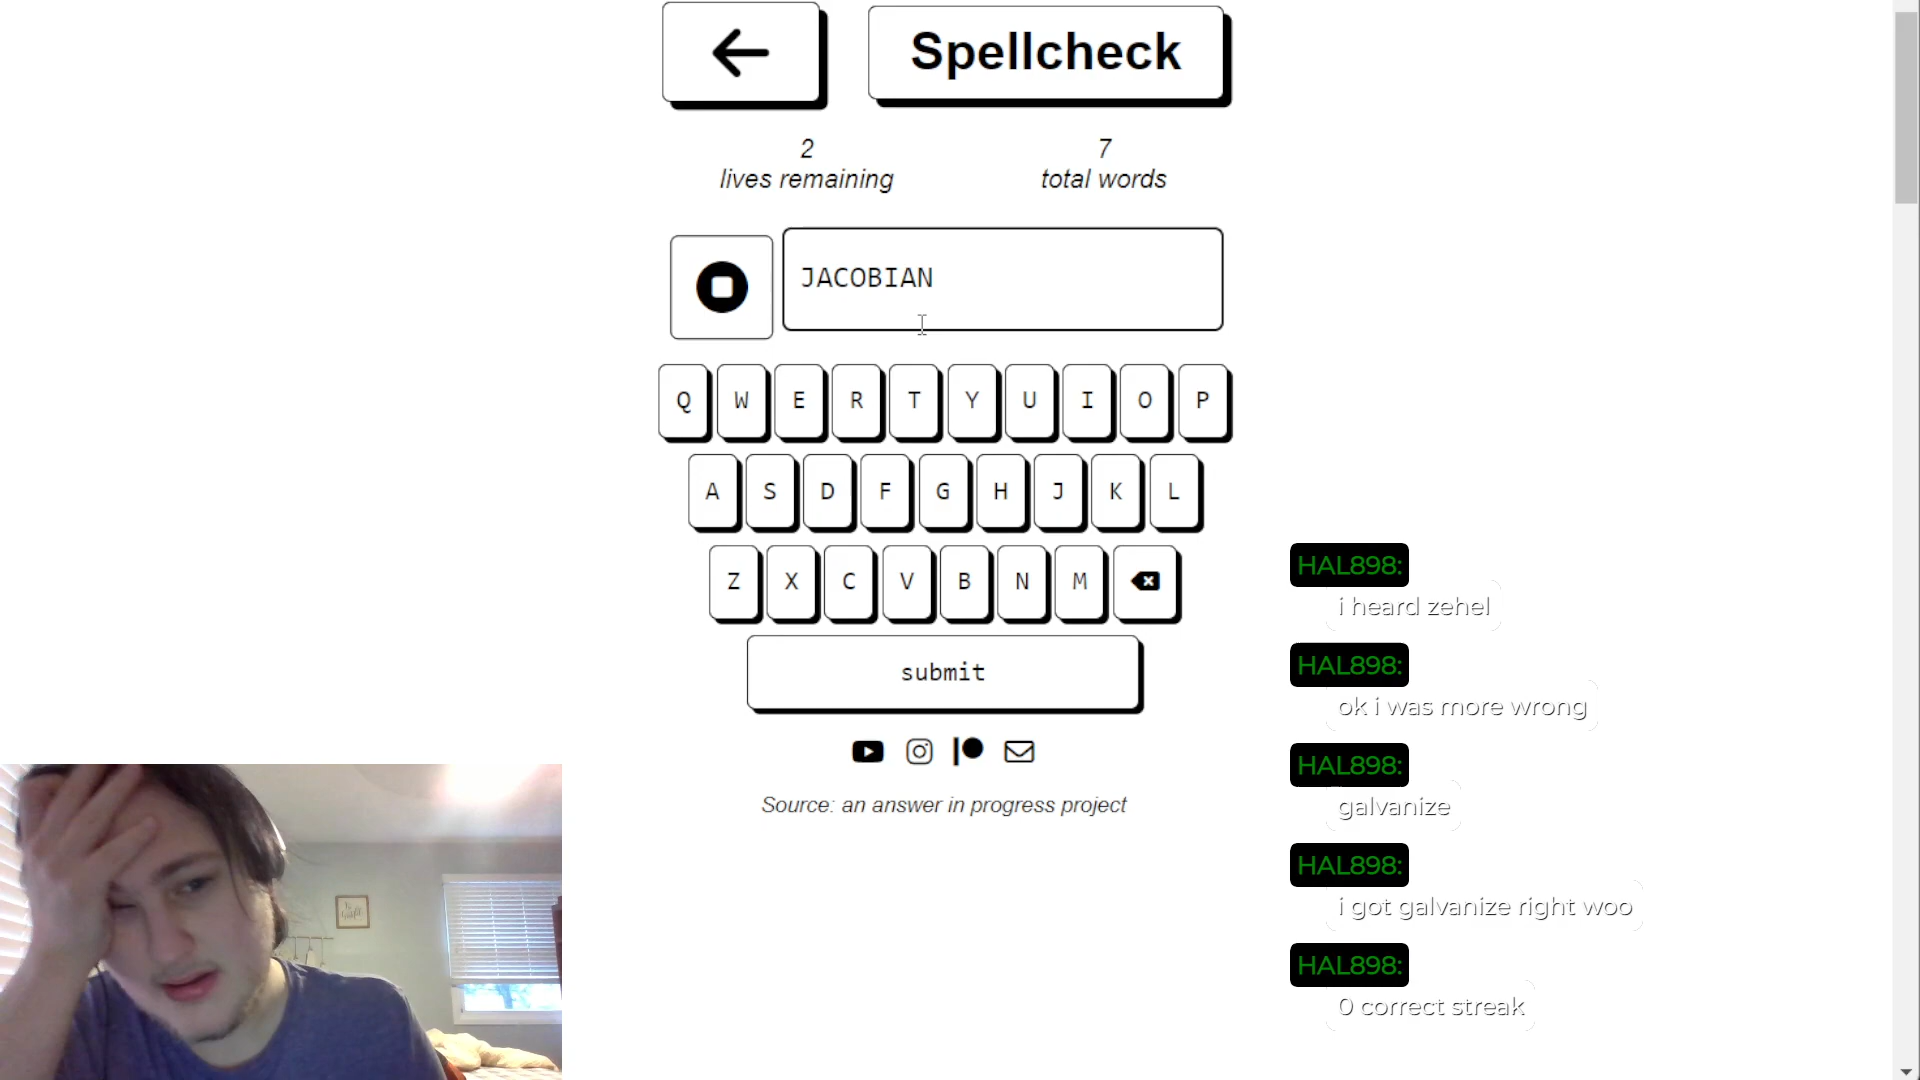 Spellcheck
2
lives remaining
7
total words
JACOBIAN
Q W E R T Y U I O P
A S D F G H J K L
Z X C V B N M
submit
Source: an answer in progress project
HAL898:
i heard zehel
HAL898:
ok i was more wrong
HAL898:
galvanize
HAL898:
i got galvanize right woo
HAL898:
0 correct streak